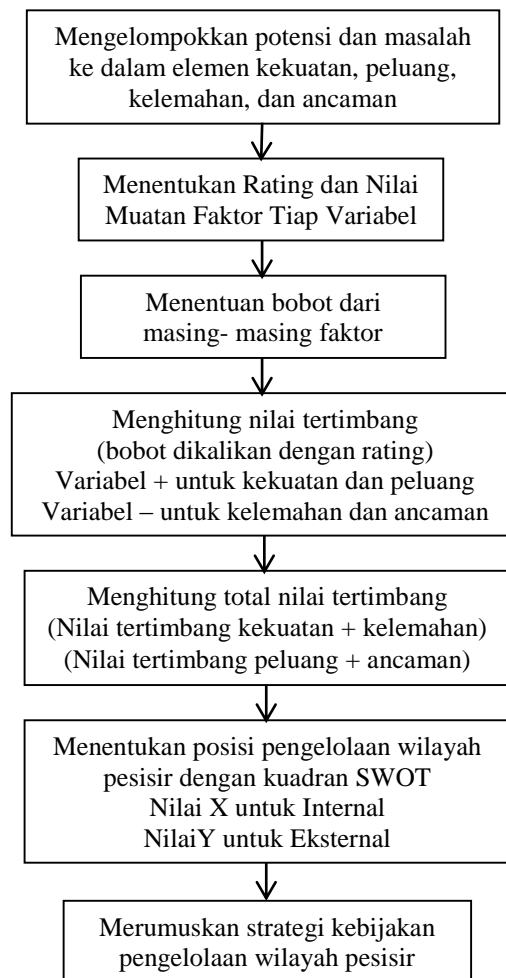 Mengelompokkan potensi dan masalah
ke dalam elemen kekuatan, peluang,
kelemahan, dan ancaman
Menentukan Rating dan Nilai
Muatan Faktor Tiap Variabel
Menentuan bobot dari
masing- masing faktor
Menghitung nilai tertimbang
(bobot dikalikan dengan rating)
Variabel + untuk kekuatan dan peluang
Variabel – untuk kelemahan dan ancaman
Menghitung total nilai tertimbang
(Nilai tertimbang kekuatan + kelemahan)
(Nilai tertimbang peluang + ancaman)
Menentukan posisi pengelolaan wilayah
pesisir dengan kuadran SWOT
Nilai X untuk Internal
NilaiY untuk Eksternal
Merumuskan strategi kebijakan
pengelolaan wilayah pesisir